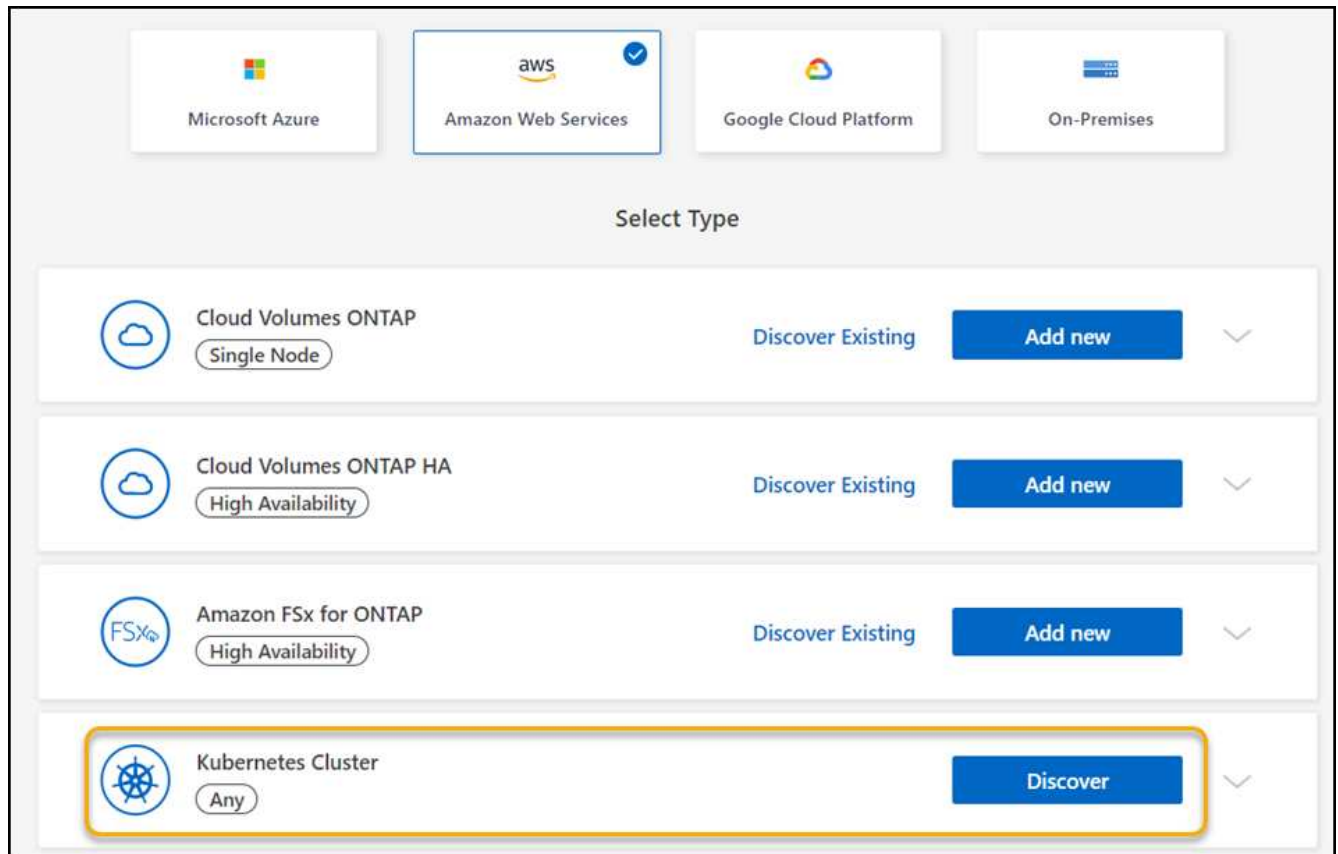 aws
Microsoft Azure
Amazon Web Services
Google Cloud Platform
On-Premises
Select Type
Cloud Volumes ONTAP
Single Node
Discover Existing
Add new
Cloud Volumes ONTAP HA
High Availability
Discover Existing
Add new
FSx
Amazon FSx for ONTAP
High Availability
Discover Existing
Add new
Kubernetes Cluster
Any
Discover